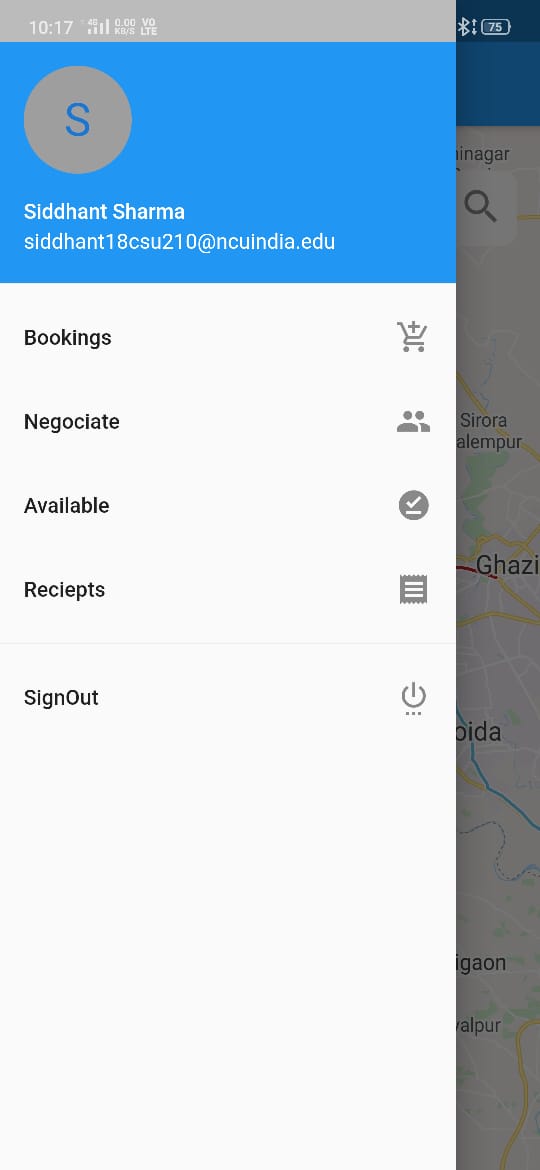 10:17 4G 0.00 KB/S VO LTE 75
S
Siddhant Sharma
siddhant18csu210@ncuindia.edu
Bookings
Negociate
Available
Reciepts
SignOut
inagar
Sirora
alempur
Ghazi
oida
igaon
alpur